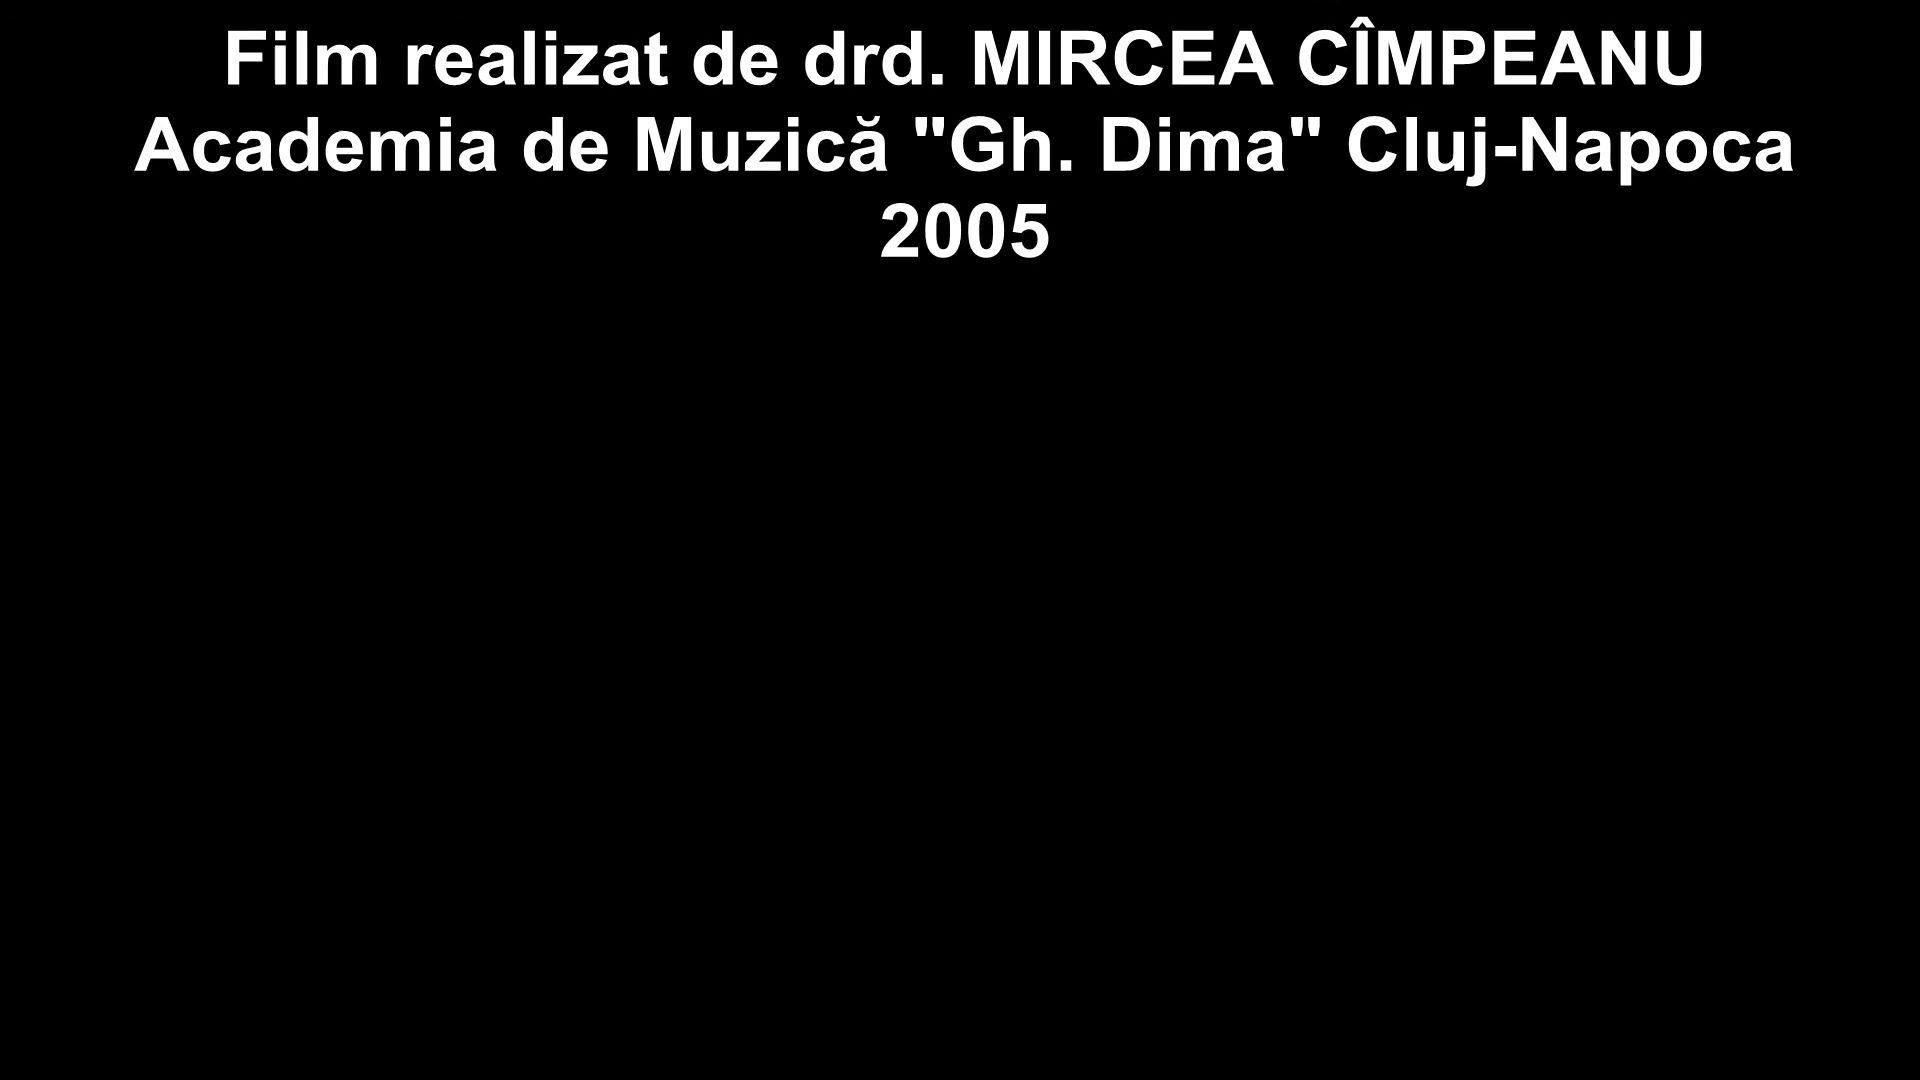 Film realizat de drd. MIRCEA CÎMPEANU
Academia de Muzică "Gh. Dima" Cluj-Napoca
2005